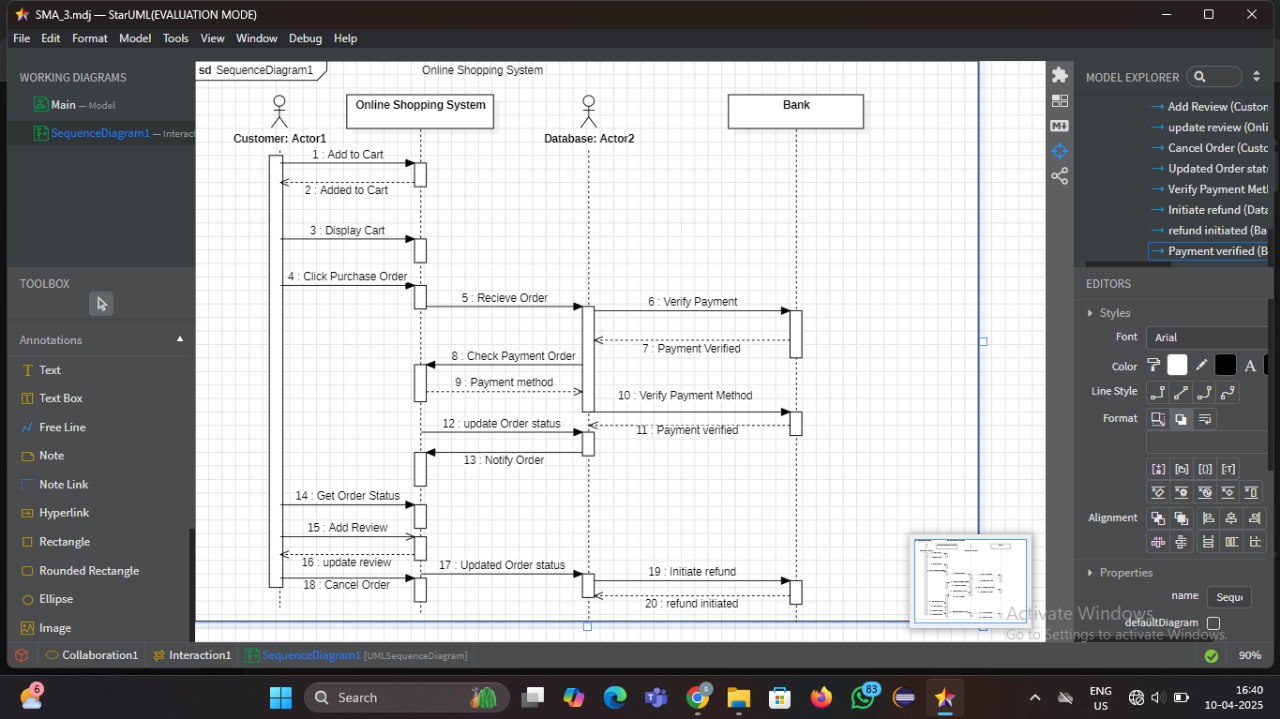 SMA_3.mdj — StarUML(EVALUATION MODE)
File Edit Format Model Tools View Window Debug Help
WORKING DIAGRAMS
Main — Model
SequenceDiagram1 — Interact
TOOLBOX
Annotations
Text
Text Box
Free Line
Note
Note Link
Hyperlink
Rectangle
Rounded Rectangle
Ellipse
Image
sd SequenceDiagram1
Online Shopping System
Customer: Actor1
Online Shopping System
Database: Actor2
Bank
1 : Add to Cart
2 : Added to Cart
3 : Display Cart
4 : Click Purchase Order
5 : Recieve Order
6 : Verify Payment
7 : Payment Verified
8 : Check Payment Order
9 : Payment method
10 : Verify Payment Method
11 : Payment verified
12 : update Order status
13 : Notify Order
14 : Get Order Status
15 : Add Review
16 : update review
17 : Updated Order status
18 : Cancel Order
19 : Initiate refund
20 : refund initiated
MODEL EXPLORER
Add Review (Custon
update review (Onli
Cancel Order (Custo
Updated Order statu
Verify Payment Metl
Initiate refund (Data
refund initiated (Ba
Payment verified (B
EDITORS
Styles
Font Arial
Color A
Line Style
Format
Alignment
Properties
name Sequ
defaultDiagram
Activate Windows
Go to Settings to activate Windows.
Collaboration1 Interaction1 SequenceDiagram1 [UMLSequenceDiagram]
90%
6
Search
83
ENG
US
16:40
10-04-2025